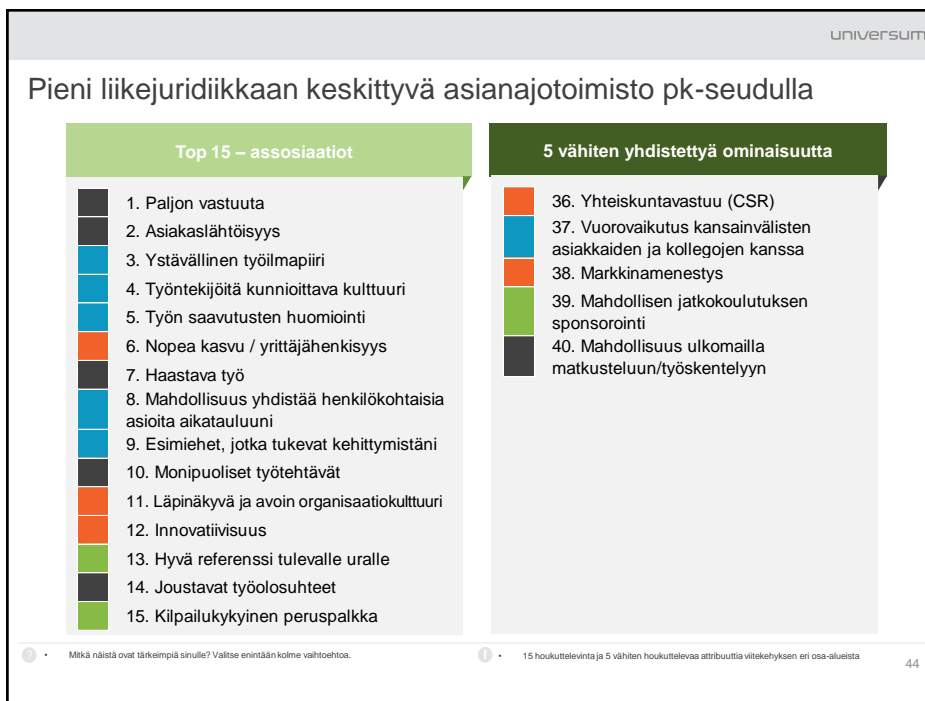 universum
Pieni liikejuridiikkaan keskittyvä asianajotoimisto pk-seudulla
Top 15 – assosiaatiot
1. Paljon vastuuta
2. Asiakaslähtöisyys
3. Ystävällinen työilmapiiri
4. Työntekijöitä kunnioittava kulttuuri
5. Työn saavutusten huomiointi
6. Nopea kasvu / yrittäjähenkisyys
7. Haastava työ
8. Mahdollisuus yhdistää henkilökohtaisia
asioita aikatauluuni
9. Esimiehet, jotka tukevat kehittymistäni
10. Monipuoliset työtehtävät
11. Läpinäkyvä ja avoin organisaatiokulttuuri
12. Innovatiivisuus
13. Hyvä referenssi tulevalle uralle
14. Joustavat työolosuhteet
15. Kilpailukykyinen peruspalkka
5 vähiten yhdistettyä ominaisuutta
36. Yhteiskuntavastuu (CSR)
37. Vuorovaikutus kansainvälisten
asiakkaiden ja kollegojen kanssa
38. Markkinamenestys
39. Mahdollisen jatkokoulutuksen
sponsorointi
40. Mahdollisuus ulkomailla
matkusteluun/työskentelyyn
? • Mitkä näistä ovat tärkeimpiä sinulle? Valitse enintään kolme vaihtoehtoa.
! • 15 houkuttelevinta ja 5 vähiten houkuttelevaa attribuuttia viitekehyksen eri osa-alueista
44